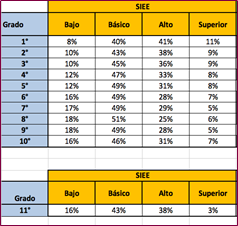 SIEE
Grado Bajo Básico Alto Superior
1° 8% 40% 41% 11%
2° 10% 43% 38% 9%
3° 10% 45% 36% 9%
4° 12% 47% 33% 8%
5° 12% 49% 31% 8%
6° 16% 49% 28% 7%
7° 17% 49% 29% 5%
8° 18% 51% 25% 6%
9° 18% 49% 28% 5%
10° 16% 46% 31% 7%
SIEE
Grado Bajo Básico Alto Superior
11° 16% 43% 38% 3%